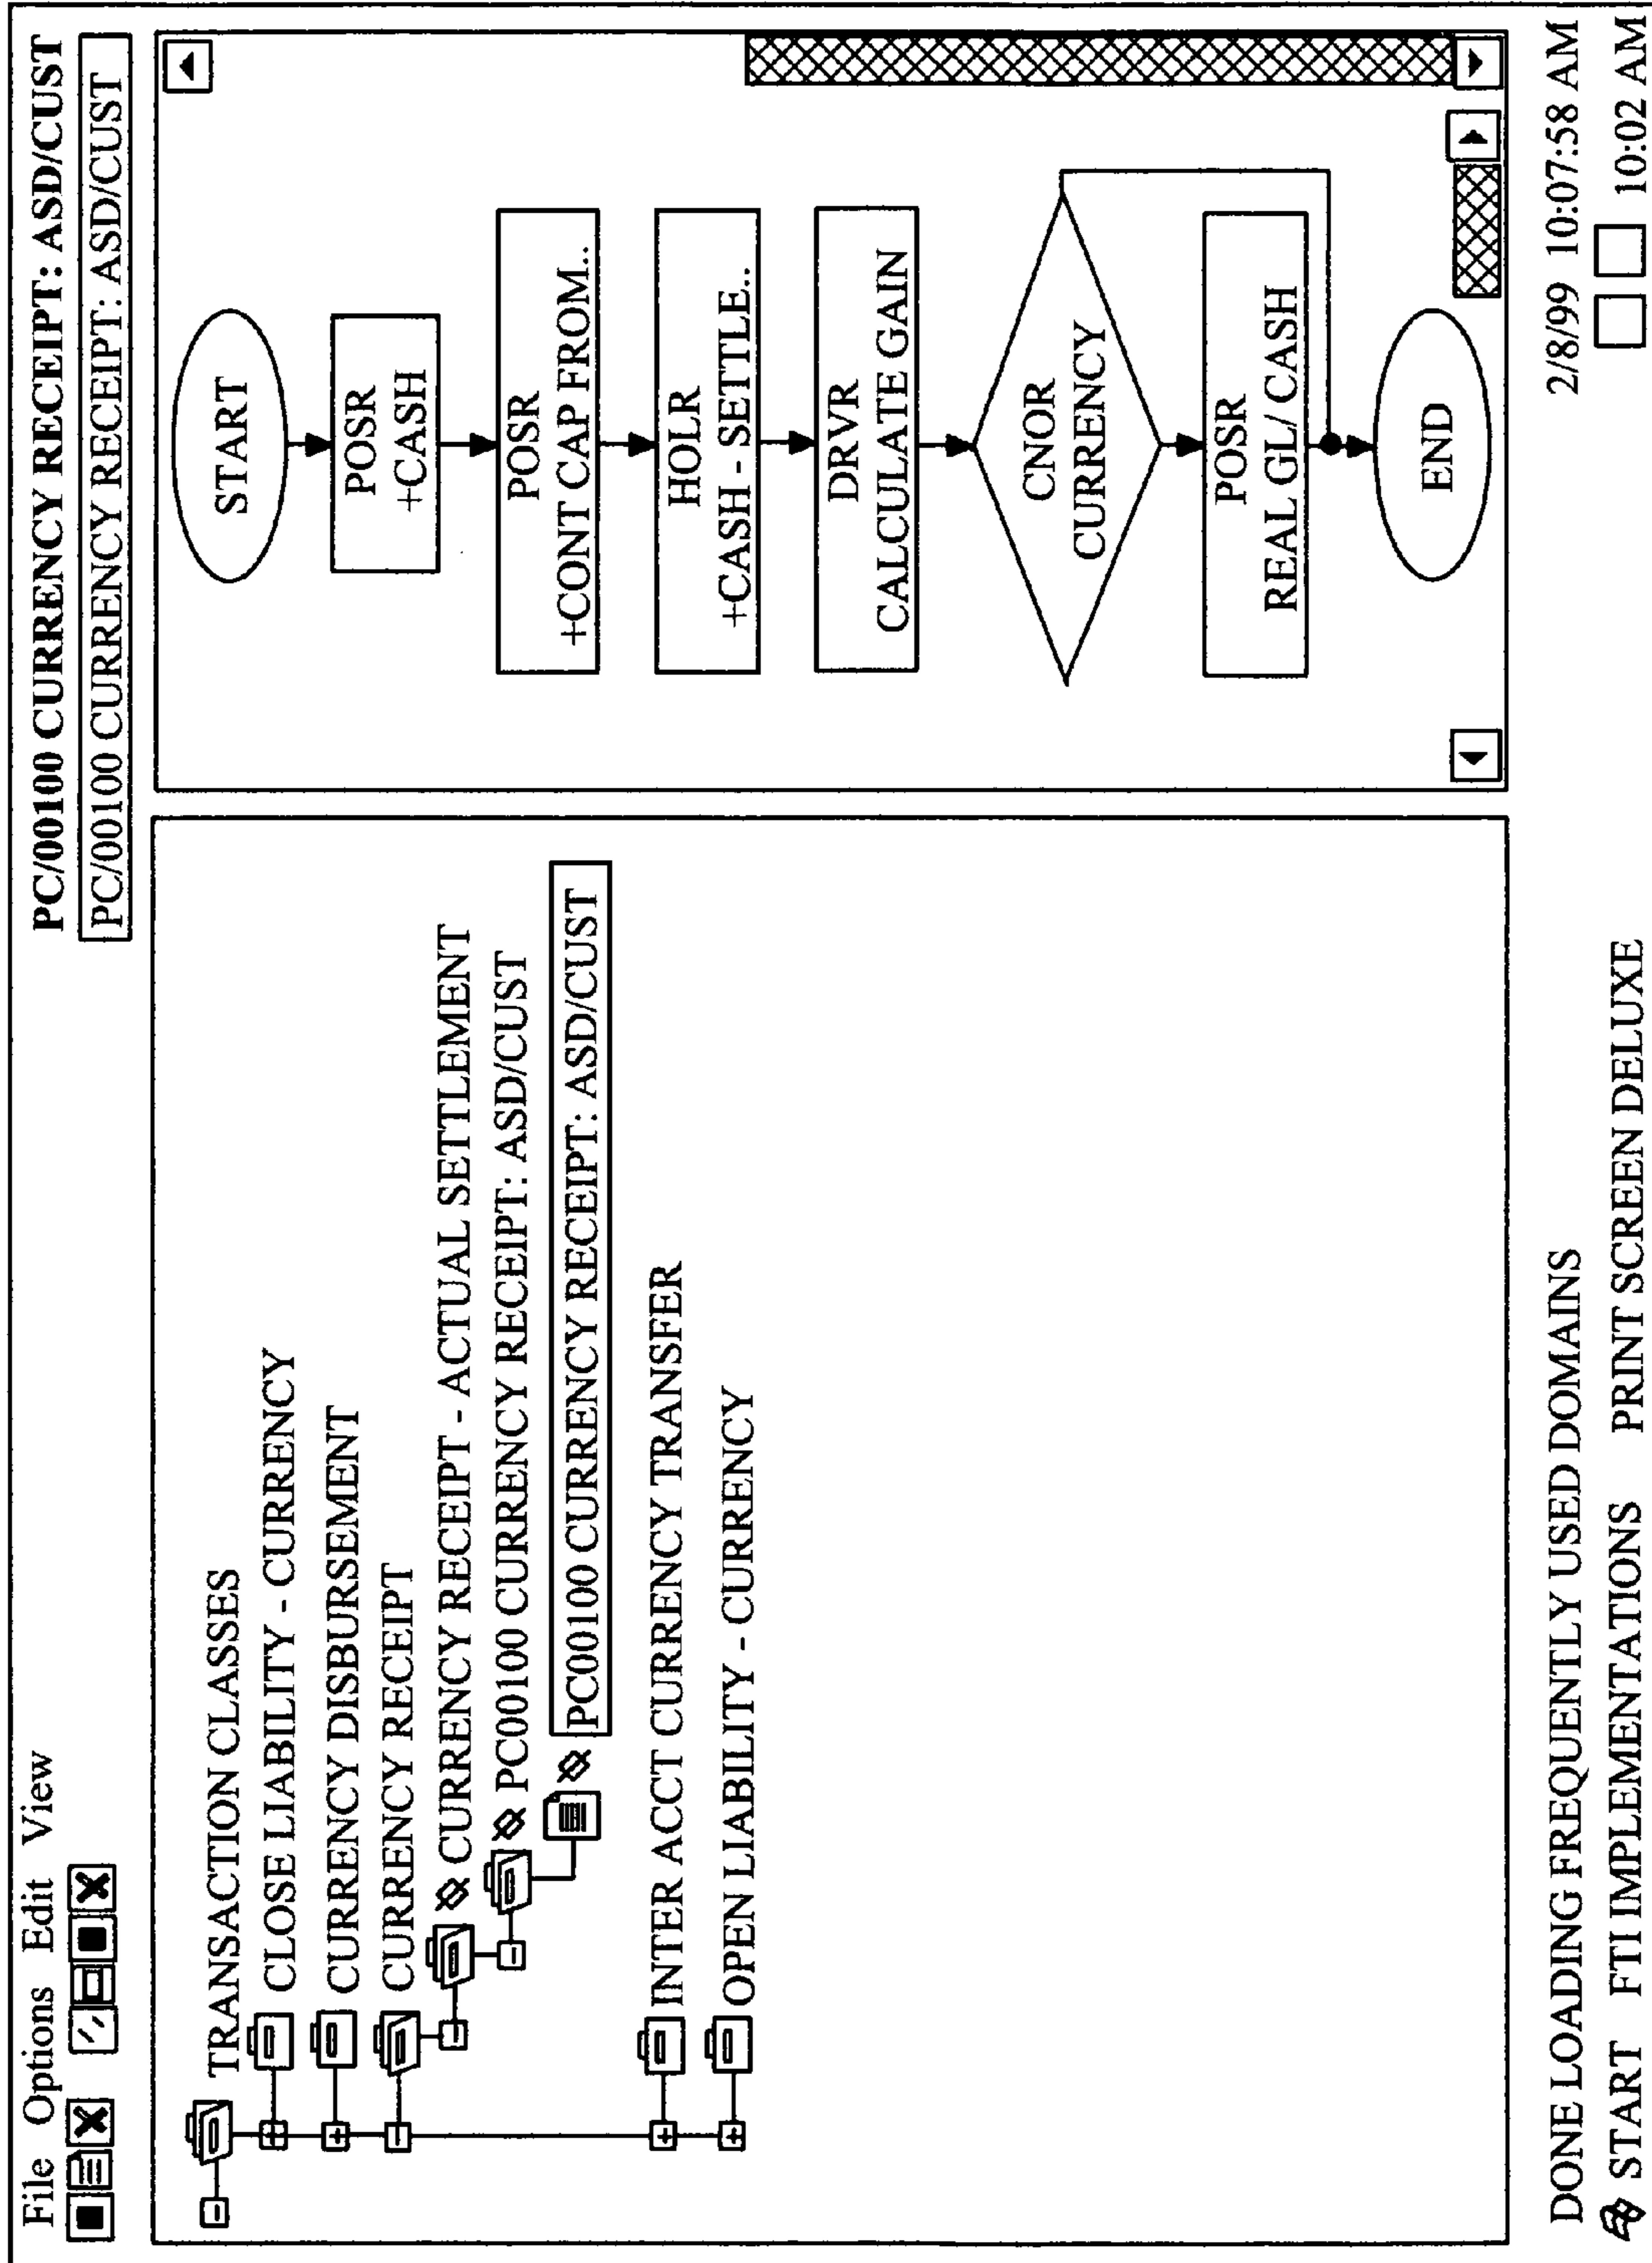 File Options Edit View
PC/00100 CURRENCY RECEIPT: ASD/CUST
PC/00100 CURRENCY RECEIPT: ASD/CUST
TRANSACTION CLASSES
CLOSE LIABILITY - CURRENCY
CURRENCY DISBURSEMENT
CURRENCY RECEIPT
CURRENCY RECEIPT - ACTUAL SETTLEMENT
PC00100 CURRENCY RECEIPT: ASD/CUST
PC00100 CURRENCY RECEIPT: ASD/CUST
INTER ACCT CURRENCY TRANSFER
OPEN LIABILITY - CURRENCY
START
POSR
+CASH
POSR
+CONT CAP FROM..
HOLR
+CASH - SETTLE..
DRVR
CALCULATE GAIN
CNOR
CURRENCY
POSR
REAL GL/ CASH
END
DONE LOADING FREQUENTLY USED DOMAINS
2/8/99 10:07:58 AM
START FTI IMPLEMENTATIONS PRINT SCREEN DELUXE
10:02 AM